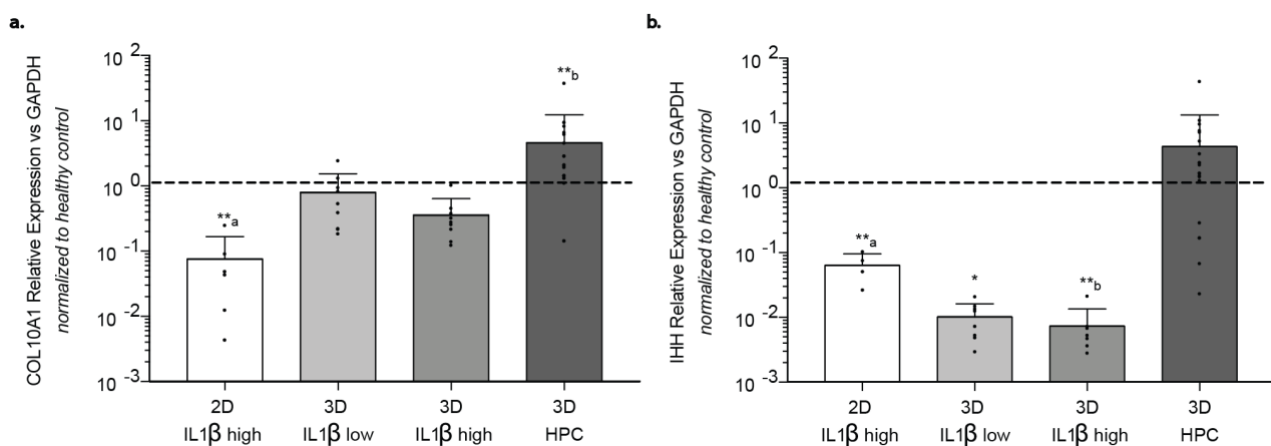 a.
COL10A1 Relative Expression vs GAPDH
normalized to healthy control
10 2
10 1
10 0
10 -1
10 -2
10 -3
**a
**b
2D
IL1β high
3D
IL1β low
3D
IL1β high
3D
HPC
b.
IHH Relative Expression vs GAPDH
normalized to healthy control
10 2
10 1
10 0
10 -1
10 -2
10 -3
**a
*
**b
2D
IL1β high
3D
IL1β low
3D
IL1β high
3D
HPC